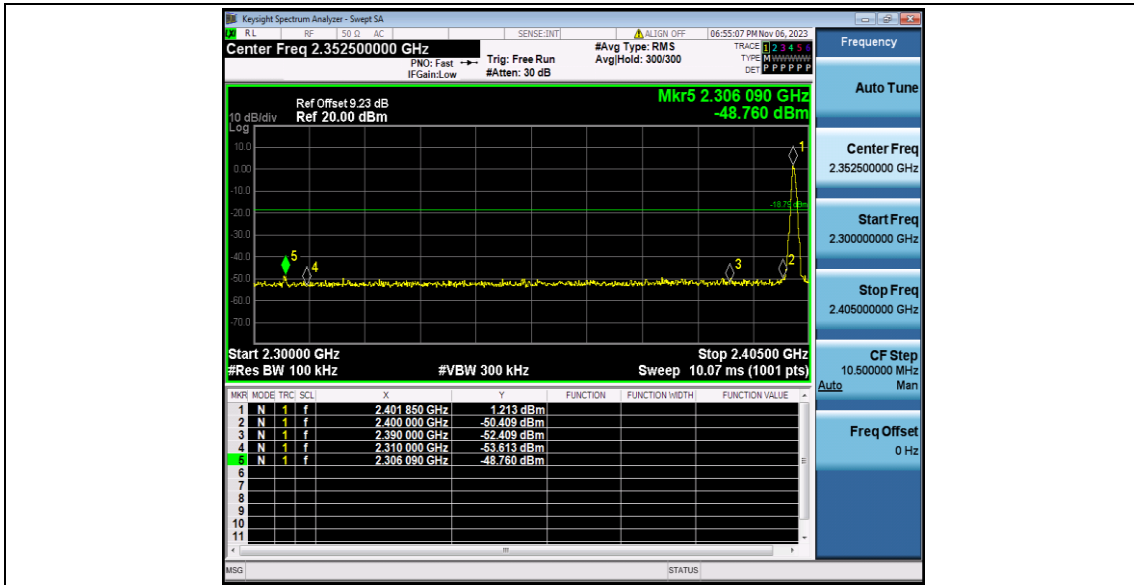 Keysight Spectrum Analyzer - Swept SA
RL RF 50 Ω AC SENSE:INT ALIGN OFF 06:55:07 PM Nov 06, 2023
Center Freq 2.352500000 GHz
PNO: Fast
IFGain:Low
Trig: Free Run
#Atten: 30 dB
#Avg Type: RMS
Avg|Hold: 300/300
TRACE 1 2 3 4 5 6
TYPE M WWWWW
DET P P P P P P
Frequency
Auto Tune
Center Freq
2.352500000 GHz
Start Freq
2.300000000 GHz
Stop Freq
2.405000000 GHz
CF Step
10.500000 MHz
Auto Man
Freq Offset
0 Hz
Mkr5 2.306 090 GHz
-48.760 dBm
Ref Offset 9.23 dB
10 dB/div Ref 20.00 dBm
Log
10.0
0.00
-10.0
-20.0
-30.0
-40.0
-50.0
-60.0
-70.0
1
-18.79 dBm
5
4
3
2
Start 2.30000 GHz Stop 2.40500 GHz
#Res BW 100 kHz #VBW 300 kHz Sweep 10.07 ms (1001 pts)
MKR MODE TRC SCL X Y FUNCTION FUNCTION WIDTH FUNCTION VALUE
1 N 1 f 2.401 850 GHz 1.213 dBm
2 N 1 f 2.400 000 GHz -50.409 dBm
3 N 1 f 2.390 000 GHz -52.409 dBm
4 N 1 f 2.310 000 GHz -53.613 dBm
5 N 1 f 2.306 090 GHz -48.760 dBm
6
7
8
9
10
11
MSG STATUS